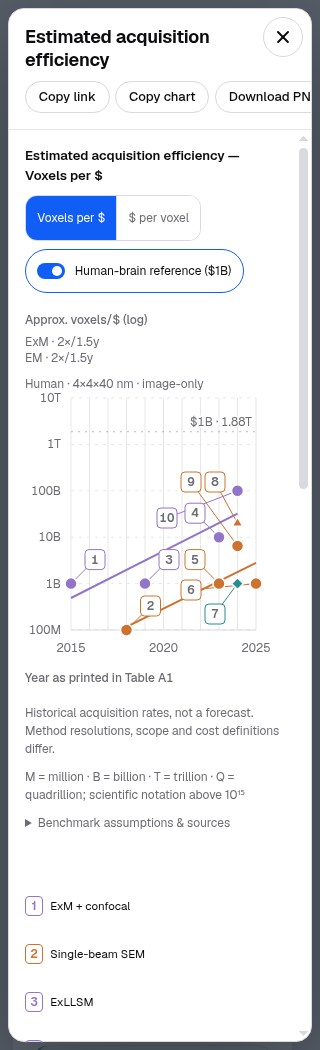 Estimated acquisition
efficiency
Copy link
Copy chart
Download PN
Estimated acquisition efficiency —
Voxels per $
Voxels per $
$ per voxel
Human-brain reference ($1B)
Approx. voxels/$ (log)
ExM · 2×/1.5y
EM · 2×/1.5y
Human · 4×4×40 nm · image-only
10T
$1B · 1.88T
1T
9 8
100B
10 4
10B
1 3 5
1B
6
2
7
100M
2015 2020 2025
Year as printed in Table A1
Historical acquisition rates, not a forecast.
Method resolutions, scope and cost definitions
differ.
M = million · B = billion · T = trillion · Q =
quadrillion; scientific notation above 10¹⁵
Benchmark assumptions & sources
1 ExM + confocal
2 Single-beam SEM
3 ExLLSM